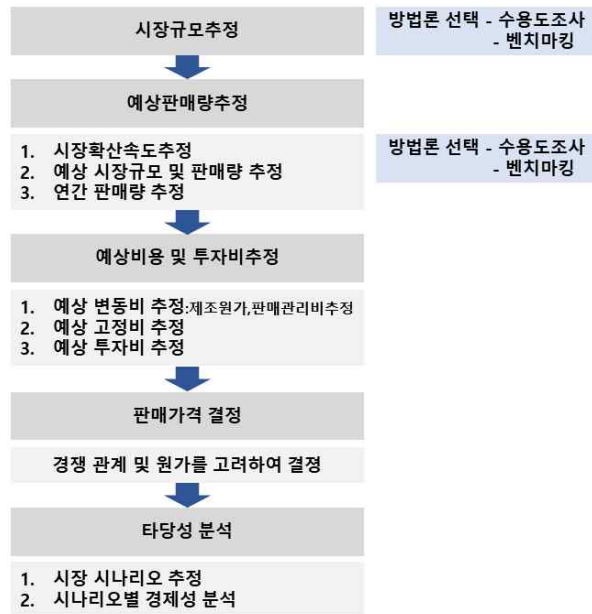 시장규모추정
방법론 선택 - 수용도조사
- 벤치마킹
예상판매량추정
1. 시장확산속도추정
2. 예상 시장규모 및 판매량 추정
3. 연간 판매량 추정
방법론 선택 - 수용도조사
- 벤치마킹
예상비용 및 투자비추정
1. 예상 변동비 추정:제조원가,판매관리비추정
2. 예상 고정비 추정
3. 예상 투자비 추정
판매가격 결정
경쟁 관계 및 원가를 고려하여 결졍
타당성 분석
1. 시장 시나리오 추정
2. 시나리오별 경제성 분석